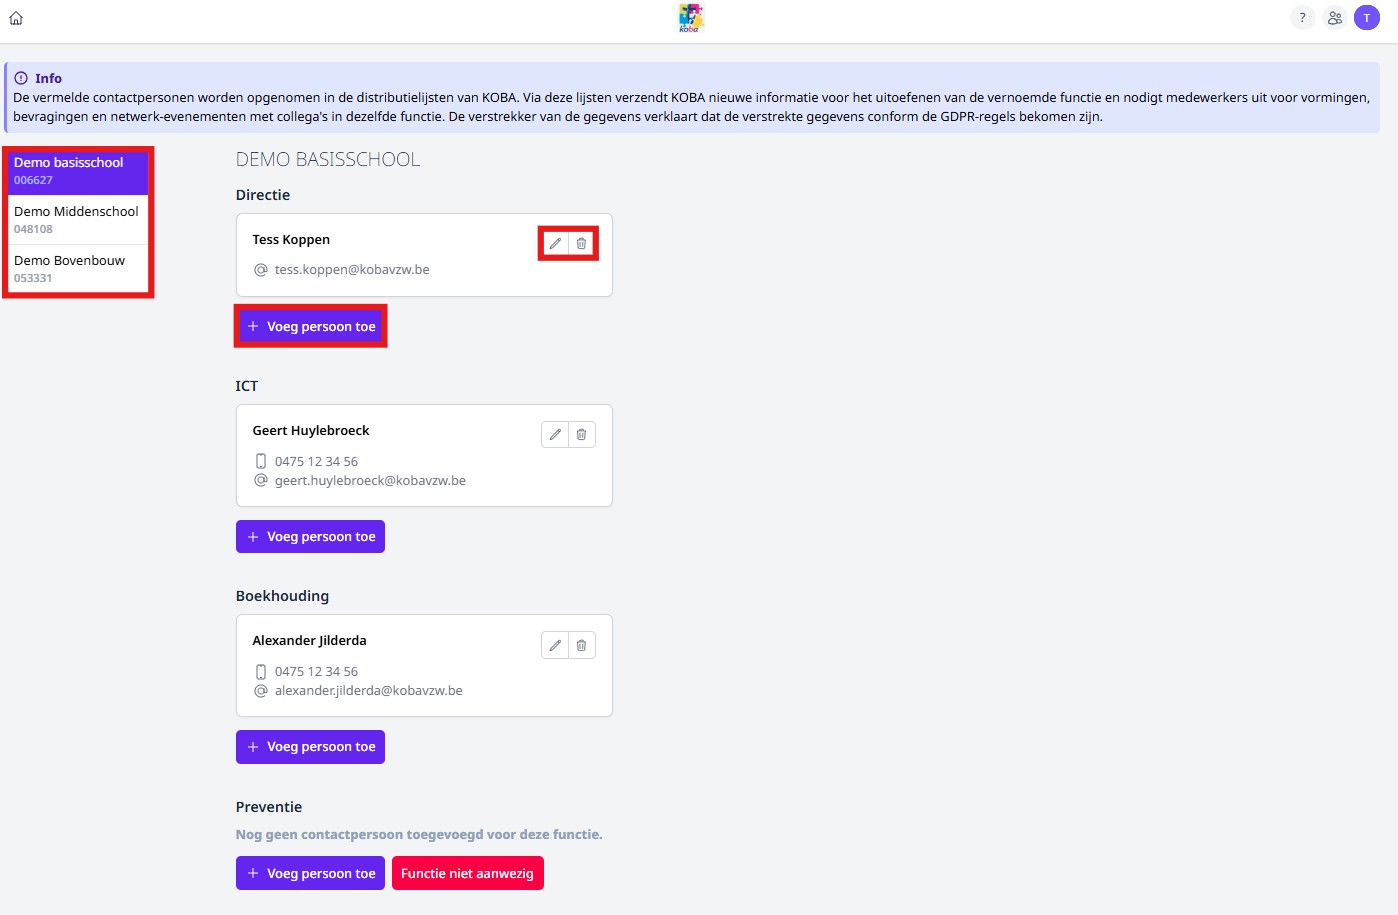 koba
?
T
Info
De vermelde contactpersonen worden opgenomen in de distributielijsten van KOBA. Via deze lijsten verzendt KOBA nieuwe informatie voor het uitoefenen van de vernoemde functie en nodigt medewerkers uit voor vormingen,
bevragingen en netwerk-evenementen met collega's in dezelfde functie. De verstrekker van de gegevens verklaart dat de verstrekte gegevens conform de GDPR-regels bekomen zijn.
Demo basisschool
006627
Demo Middenschool
048108
Demo Bovenbouw
053331
DEMO BASISSCHOOL
Directie
Tess Koppen
@ tess.koppen@kobavzw.be
+ Voeg persoon toe
ICT
Geert Huylebroeck
0475 12 34 56
@ geert.huylebroeck@kobavzw.be
+ Voeg persoon toe
Boekhouding
Alexander Jilderda
0475 12 34 56
@ alexander.jilderda@kobavzw.be
+ Voeg persoon toe
Preventie
Nog geen contactpersoon toegevoegd voor deze functie.
+ Voeg persoon toe
Functie niet aanwezig